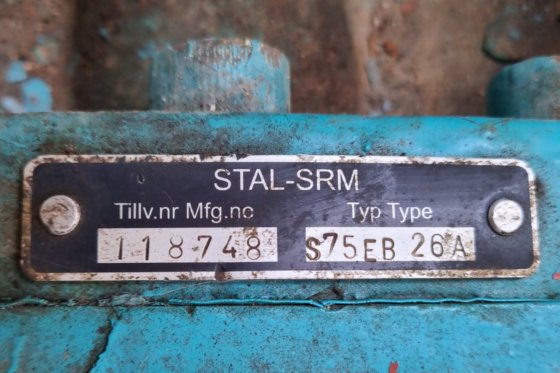 STAL-SRM
Tillv.nr Mfg.no Typ Type
118748 S75EB 26A